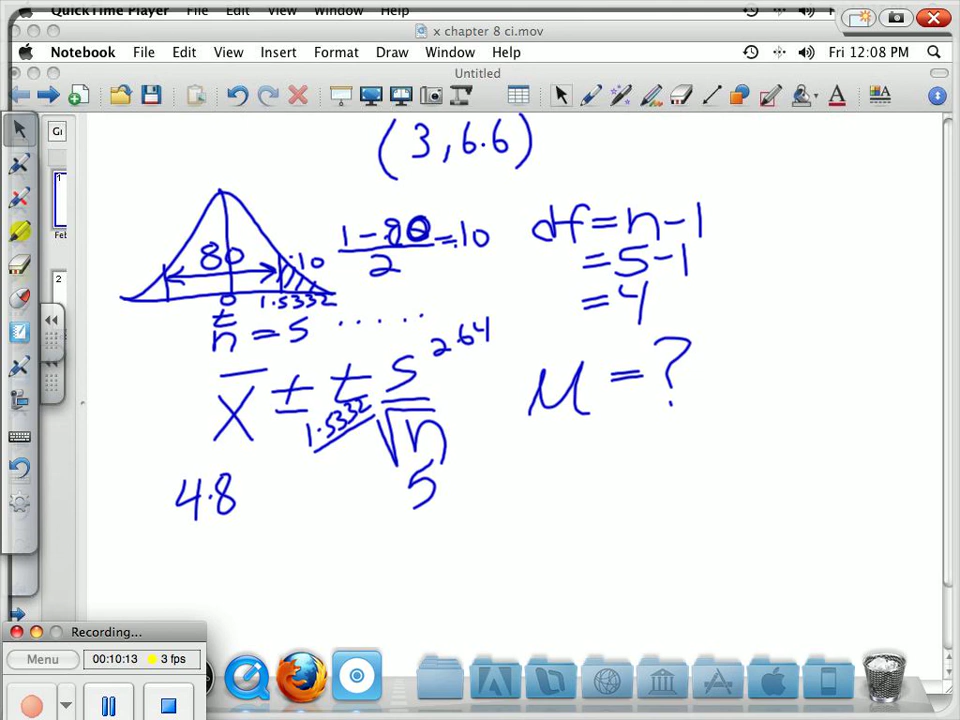 QuickTime Player File Edit View Window Help
x chapter 8 ci.mov
Notebook File Edit View Insert Format Draw Window Help Fri 12:08 PM
Untitled
(3, 6.6)
80
.10
0
1.5332
t
1-.80/2=.10
df=n-1
=5-1
=4
n=5 .....
X ± t s/√n
2.64
1.5332
4.8
5
M=?
1
2
Recording...
Menu 00:10:13 3 fps